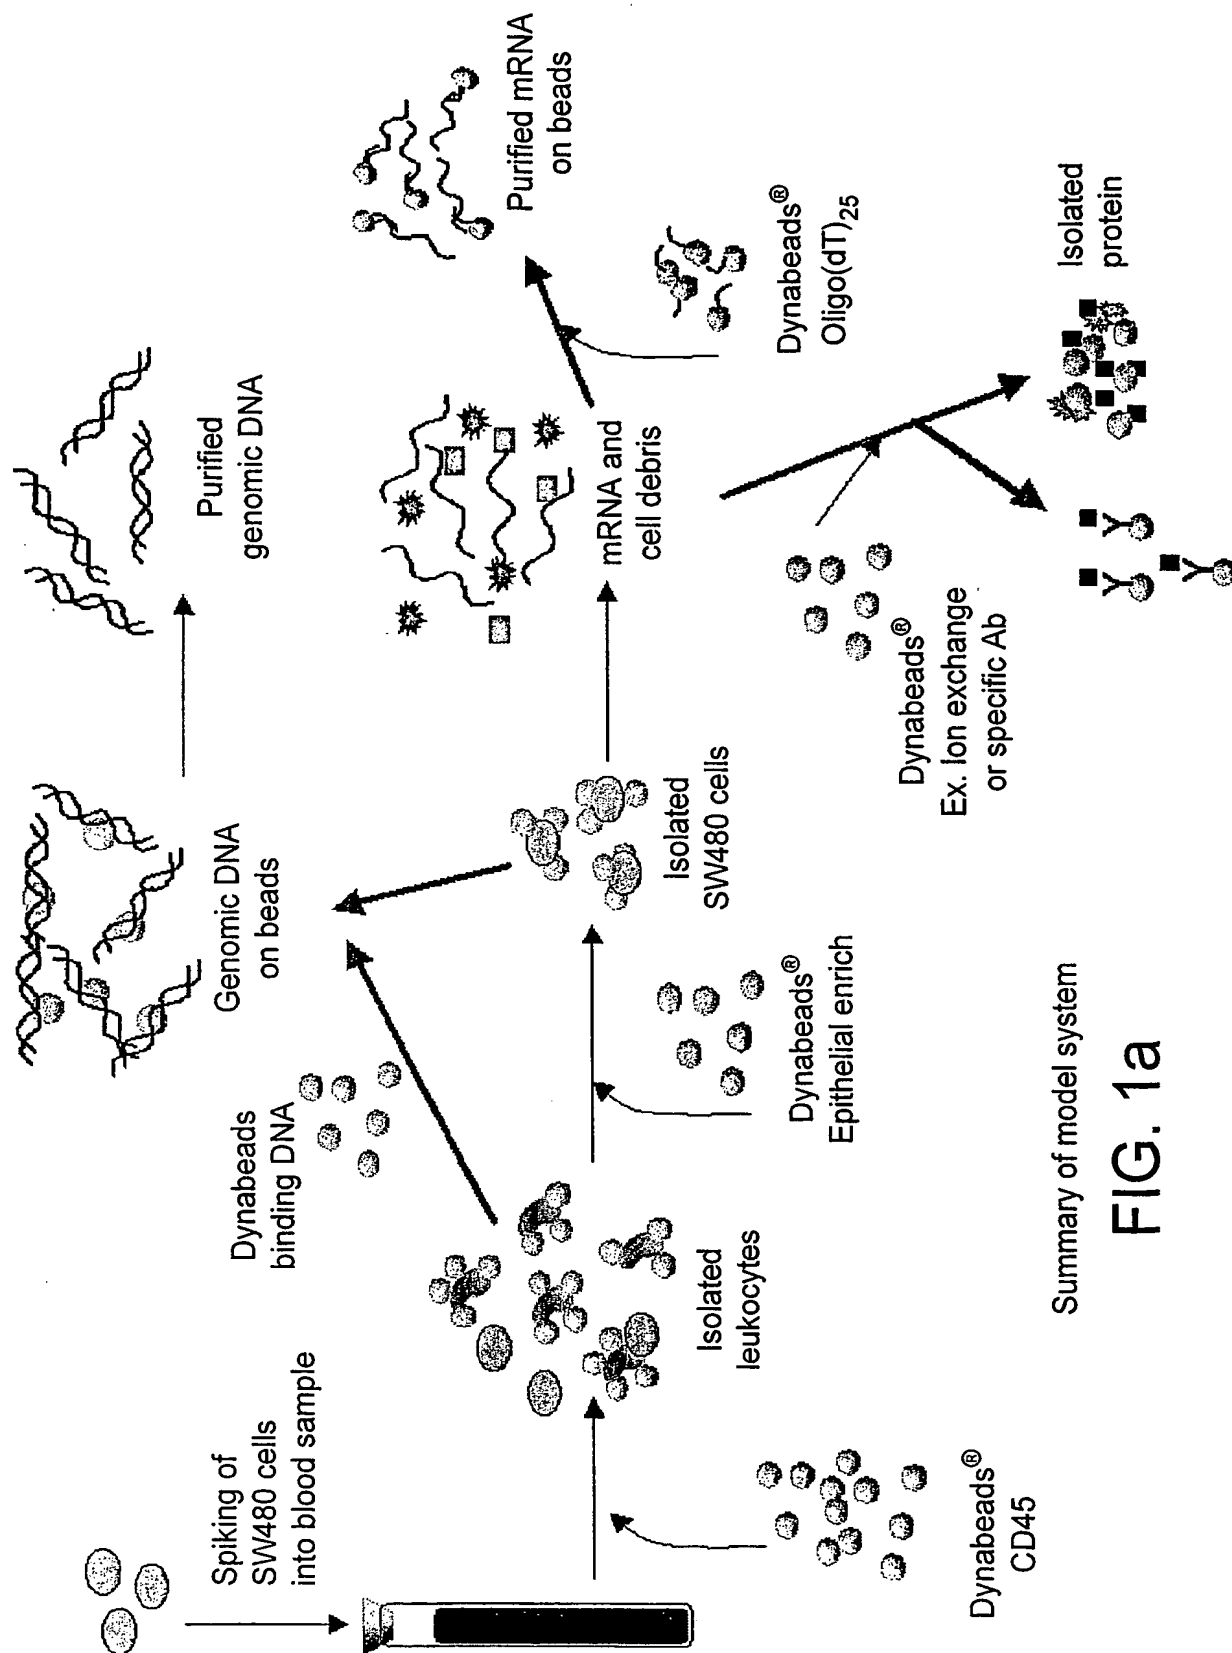 Spiking of
SW480 cells
into blood sample
Dynabeads®
CD45
Isolated
leukocytes
Dynabeads
binding DNA
Dynabeads®
Epithelial enrich
Genomic DNA
on beads
Isolated
SW480 cells
Purified
genomic DNA
mRNA and
cell debris
Dynabeads®
Ex. Ion exchange
or specific Ab
Dynabeads®
Oligo(dT)25
Purified mRNA
on beads
Isolated
protein
Summary of model system
FIG. 1a